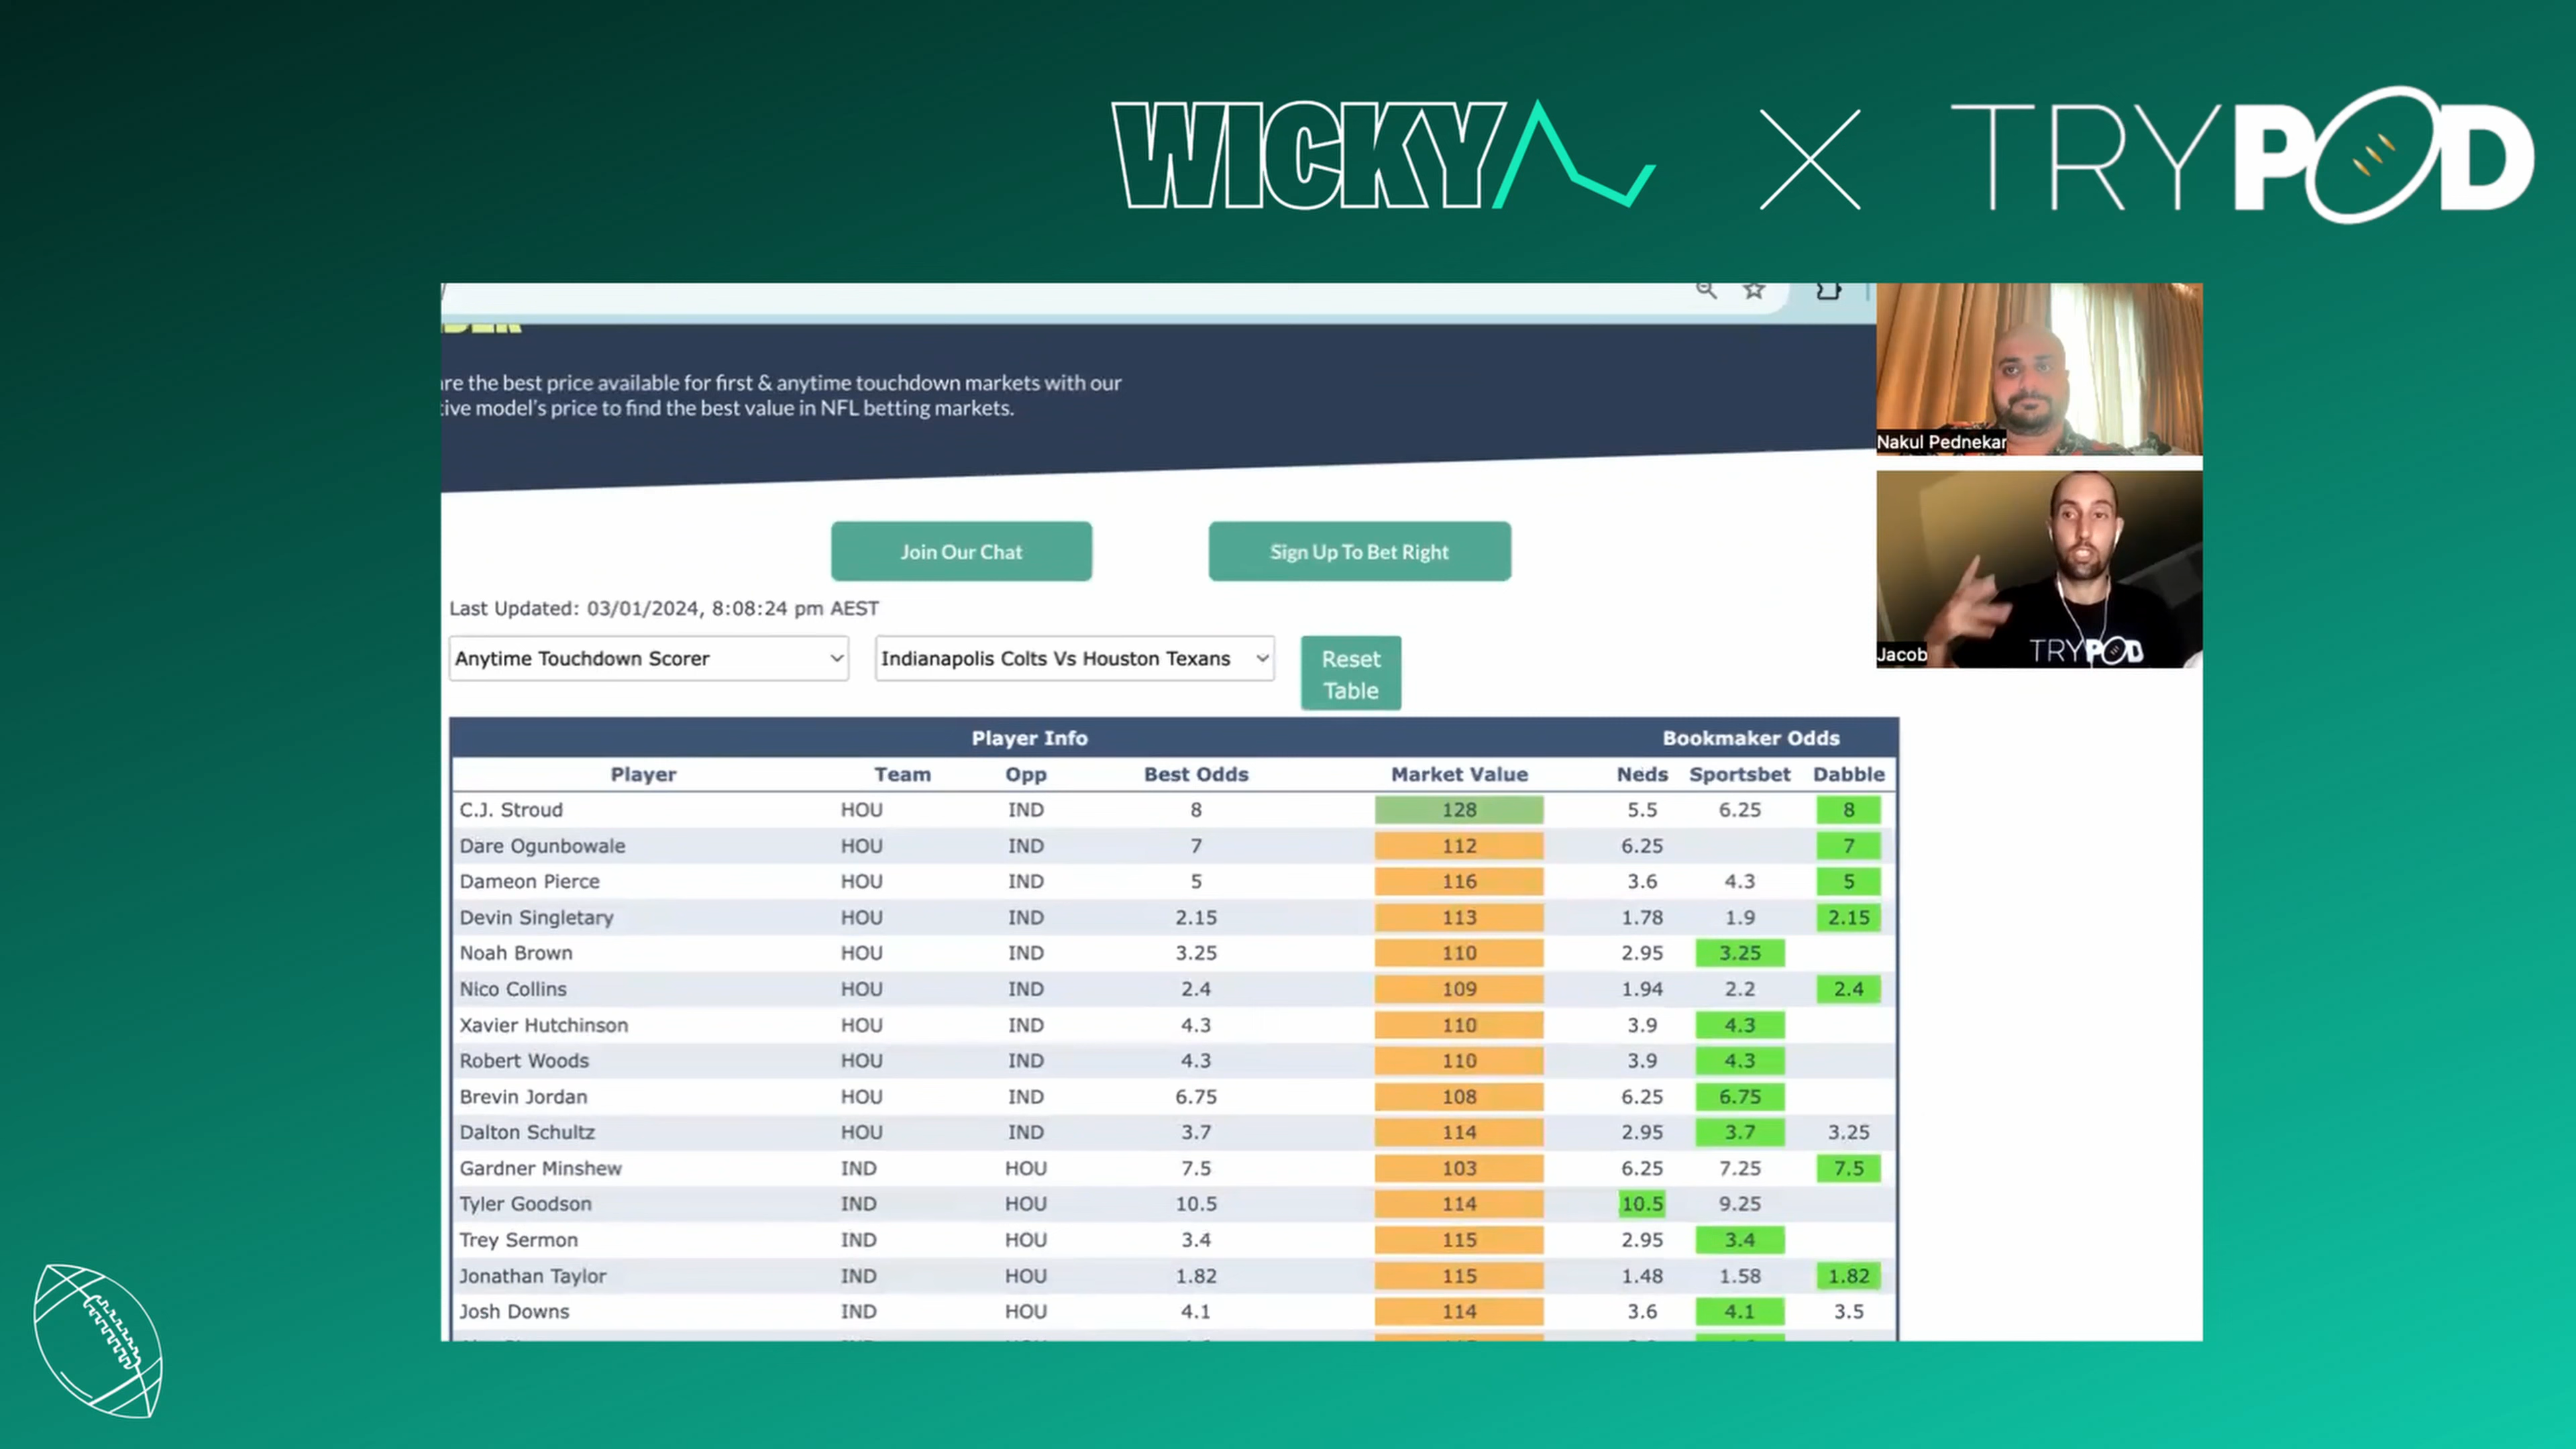 WICKY
TRYPOD
are the best price available for first & anytime touchdown markets with our
tive model's price to find the best value in NFL betting markets.
Nakul Pednekar
Join Our Chat
Sign Up To Bet Right
Last Updated: 03/01/2024, 8:08:24 pm AEST
TRYPOD
Jacob
Anytime Touchdown Scorer
Indianapolis Colts Vs Houston Texans
Reset
Table
Player Info Bookmaker Odds
Player Team Opp Best Odds Market Value Neds Sportsbet Dabble
C.J. Stroud HOU IND 8 128 5.5 6.25 8
Dare Ogunbowale HOU IND 7 112 6.25 7
Dameon Pierce HOU IND 5 116 3.6 4.3 5
Devin Singletary HOU IND 2.15 113 1.78 1.9 2.15
Noah Brown HOU IND 3.25 110 2.95 3.25
Nico Collins HOU IND 2.4 109 1.94 2.2 2.4
Xavier Hutchinson HOU IND 4.3 110 3.9 4.3
Robert Woods HOU IND 4.3 110 3.9 4.3
Brevin Jordan HOU IND 6.75 108 6.25 6.75
Dalton Schultz HOU IND 3.7 114 2.95 3.7 3.25
Gardner Minshew IND HOU 7.5 103 6.25 7.25 7.5
Tyler Goodson IND HOU 10.5 114 10.5 9.25
Trey Sermon IND HOU 3.4 115 2.95 3.4
Jonathan Taylor IND HOU 1.82 115 1.48 1.58 1.82
Josh Downs IND HOU 4.1 114 3.6 4.1 3.5